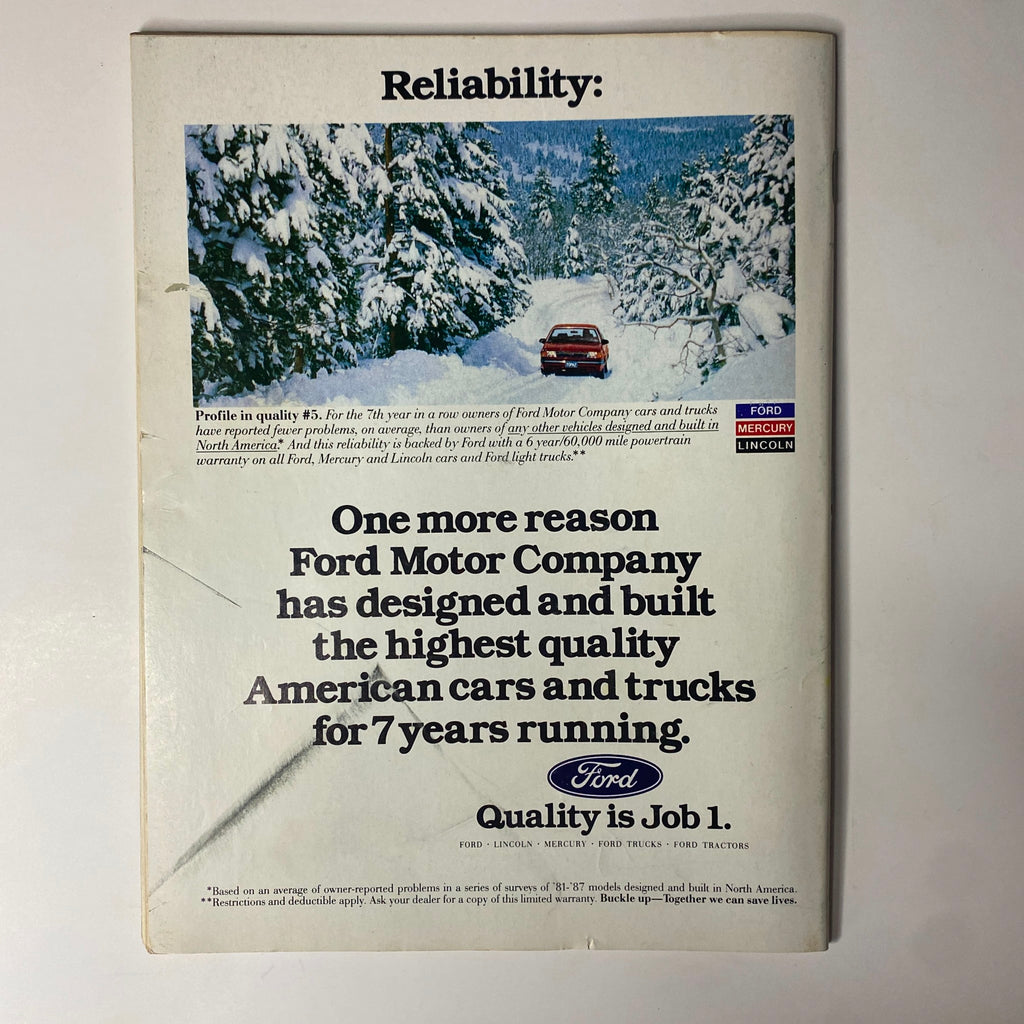 Reliability:
Profile in quality #5. For the 7th year in a row owners of Ford Motor Company cars and trucks
have reported fewer problems, on average, than owners of any other vehicles designed and built in
North America.* And this reliability is backed by Ford with a 6 year/60,000 mile powertrain
warranty on all Ford, Mercury and Lincoln cars and Ford light trucks.**
FORD
MERCURY
LINCOLN
One more reason
Ford Motor Company
has designed and built
the highest quality
American cars and trucks
for 7 years running.
Ford
Quality is Job 1.
FORD · LINCOLN · MERCURY · FORD TRUCKS · FORD TRACTORS
*Based on an average of owner-reported problems in a series of surveys of '81-'87 models designed and built in North America.
**Restrictions and deductible apply. Ask your dealer for a copy of this limited warranty. Buckle up—Together we can save lives.